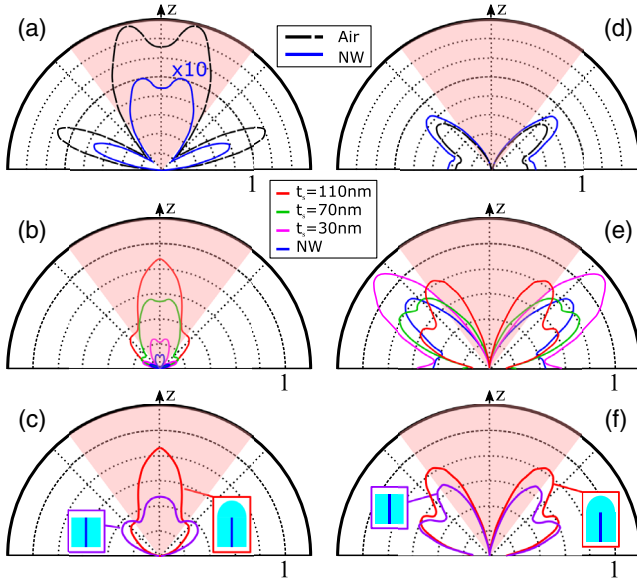 (a)
z
Air
NW
(d)
z
x10
1
1
(b)
z
t_s=110nm
t_s=70nm
t_s=30nm
NW
(e)
z
1
1
(c)
z
(f)
z
1
1